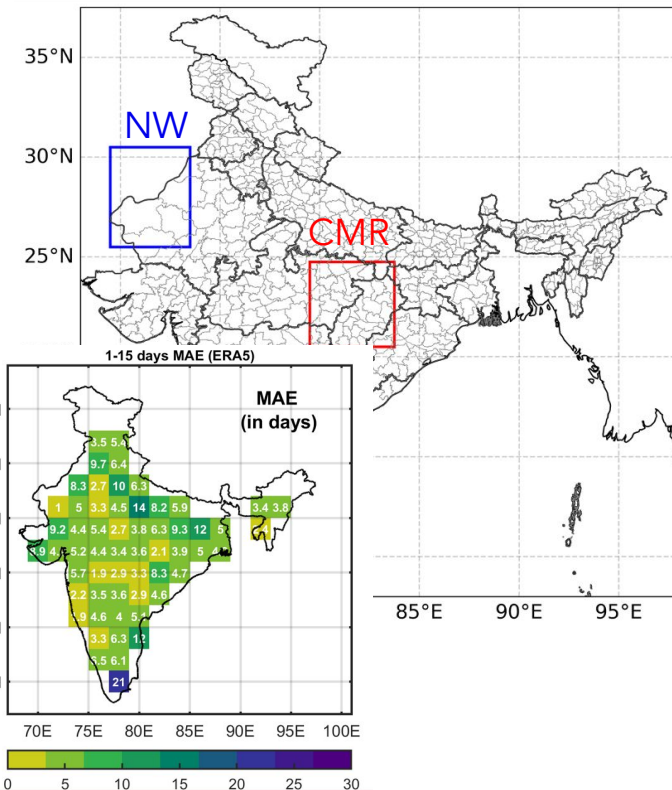 35°N
NW
30°N
CMR
25°N
1-15 days MAE (ERA5)
MAE
(in days)
3.5 5.4
9.7 6.4
8.3 2.7 10 6.3
1 5 3.3 4.5 14 8.2 5.9 3.4 3.8
9.2 4.4 5.4 2.7 3.8 6.3 9.3 12
5.2 4.4 3.4 3.6 2.1 3.9 5
5.7 1.9 2.9 3.3 8.3 4.7
2.2 3.5 3.6 2.9 4.6
4.6 4
3.3 6.3 12
6.1
21
85°E 90°E 95°E
70E 75E 80E 85E 90E 95E 100E
0 5 10 15 20 25 30